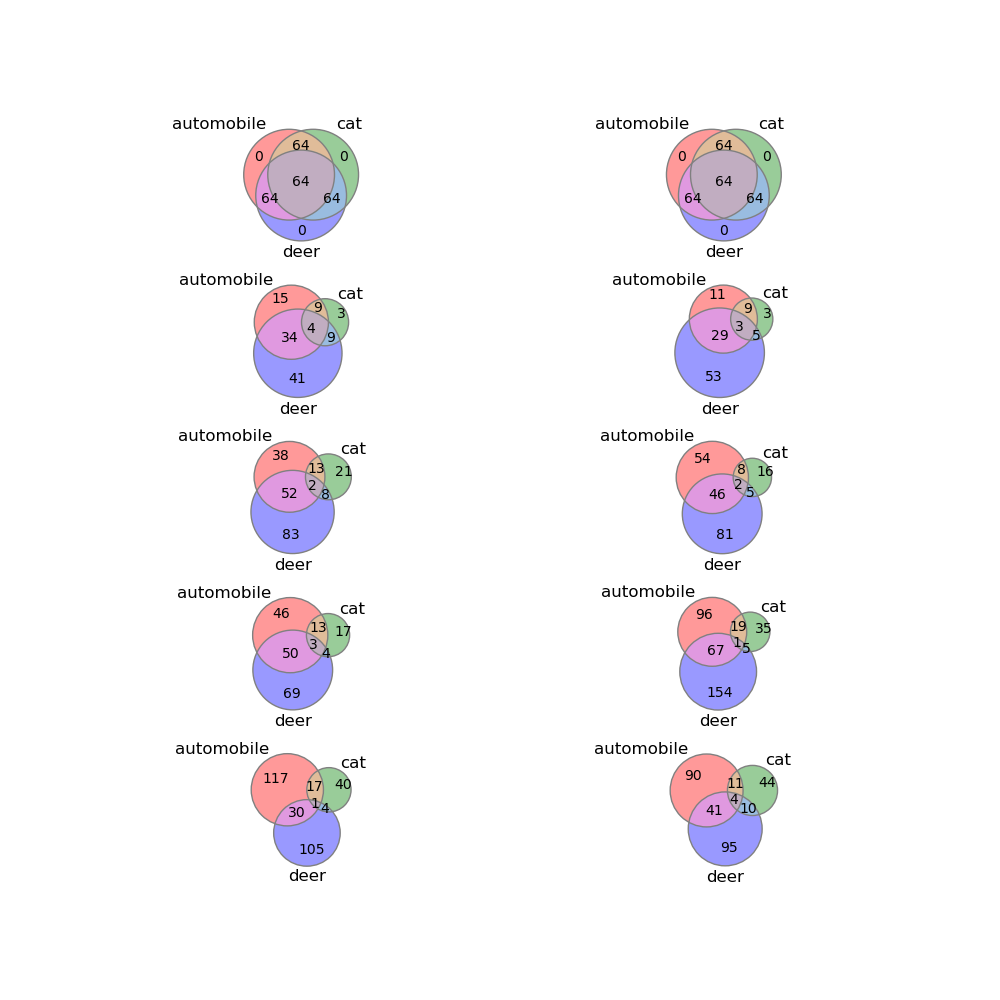 automobile cat automobile cat
64 64
0 0 0 0
64 64
64 64 64 64
0 0
deer deer
automobile cat automobile cat
15 9 3 11 9 3
34 4 9 29 3 5
41 53
deer deer
automobile cat automobile cat
38 13 21 54 8 16
52 2 8 46 2 5
83 81
deer deer
automobile cat automobile cat
46 13 17 96 19 35
50 3 4 67 1 5
69 154
deer deer
automobile cat automobile cat
117 17 40 90 11 44
30 1 4 41 4 10
105 95
deer deer